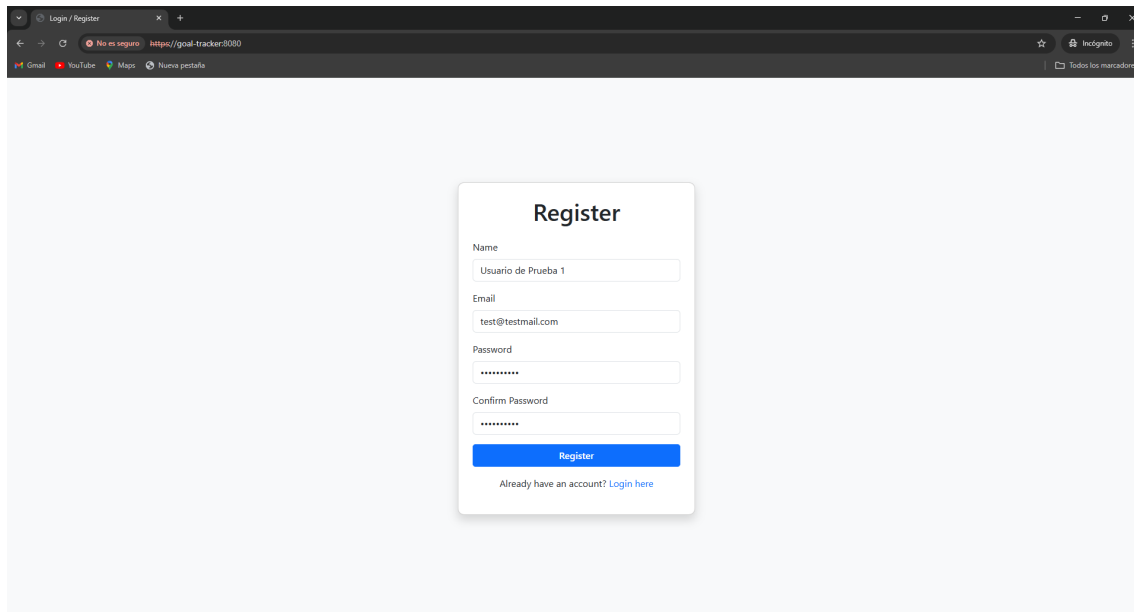 Login / Register
No es seguro https://goal-tracker:8080
Incógnito
Gmail YouTube Maps Nueva pestaña
Todos los marcadore
Register
Name
Usuario de Prueba 1
Email
test@testmail.com
Password
••••••••••
Confirm Password
••••••••••
Register
Already have an account? Login here